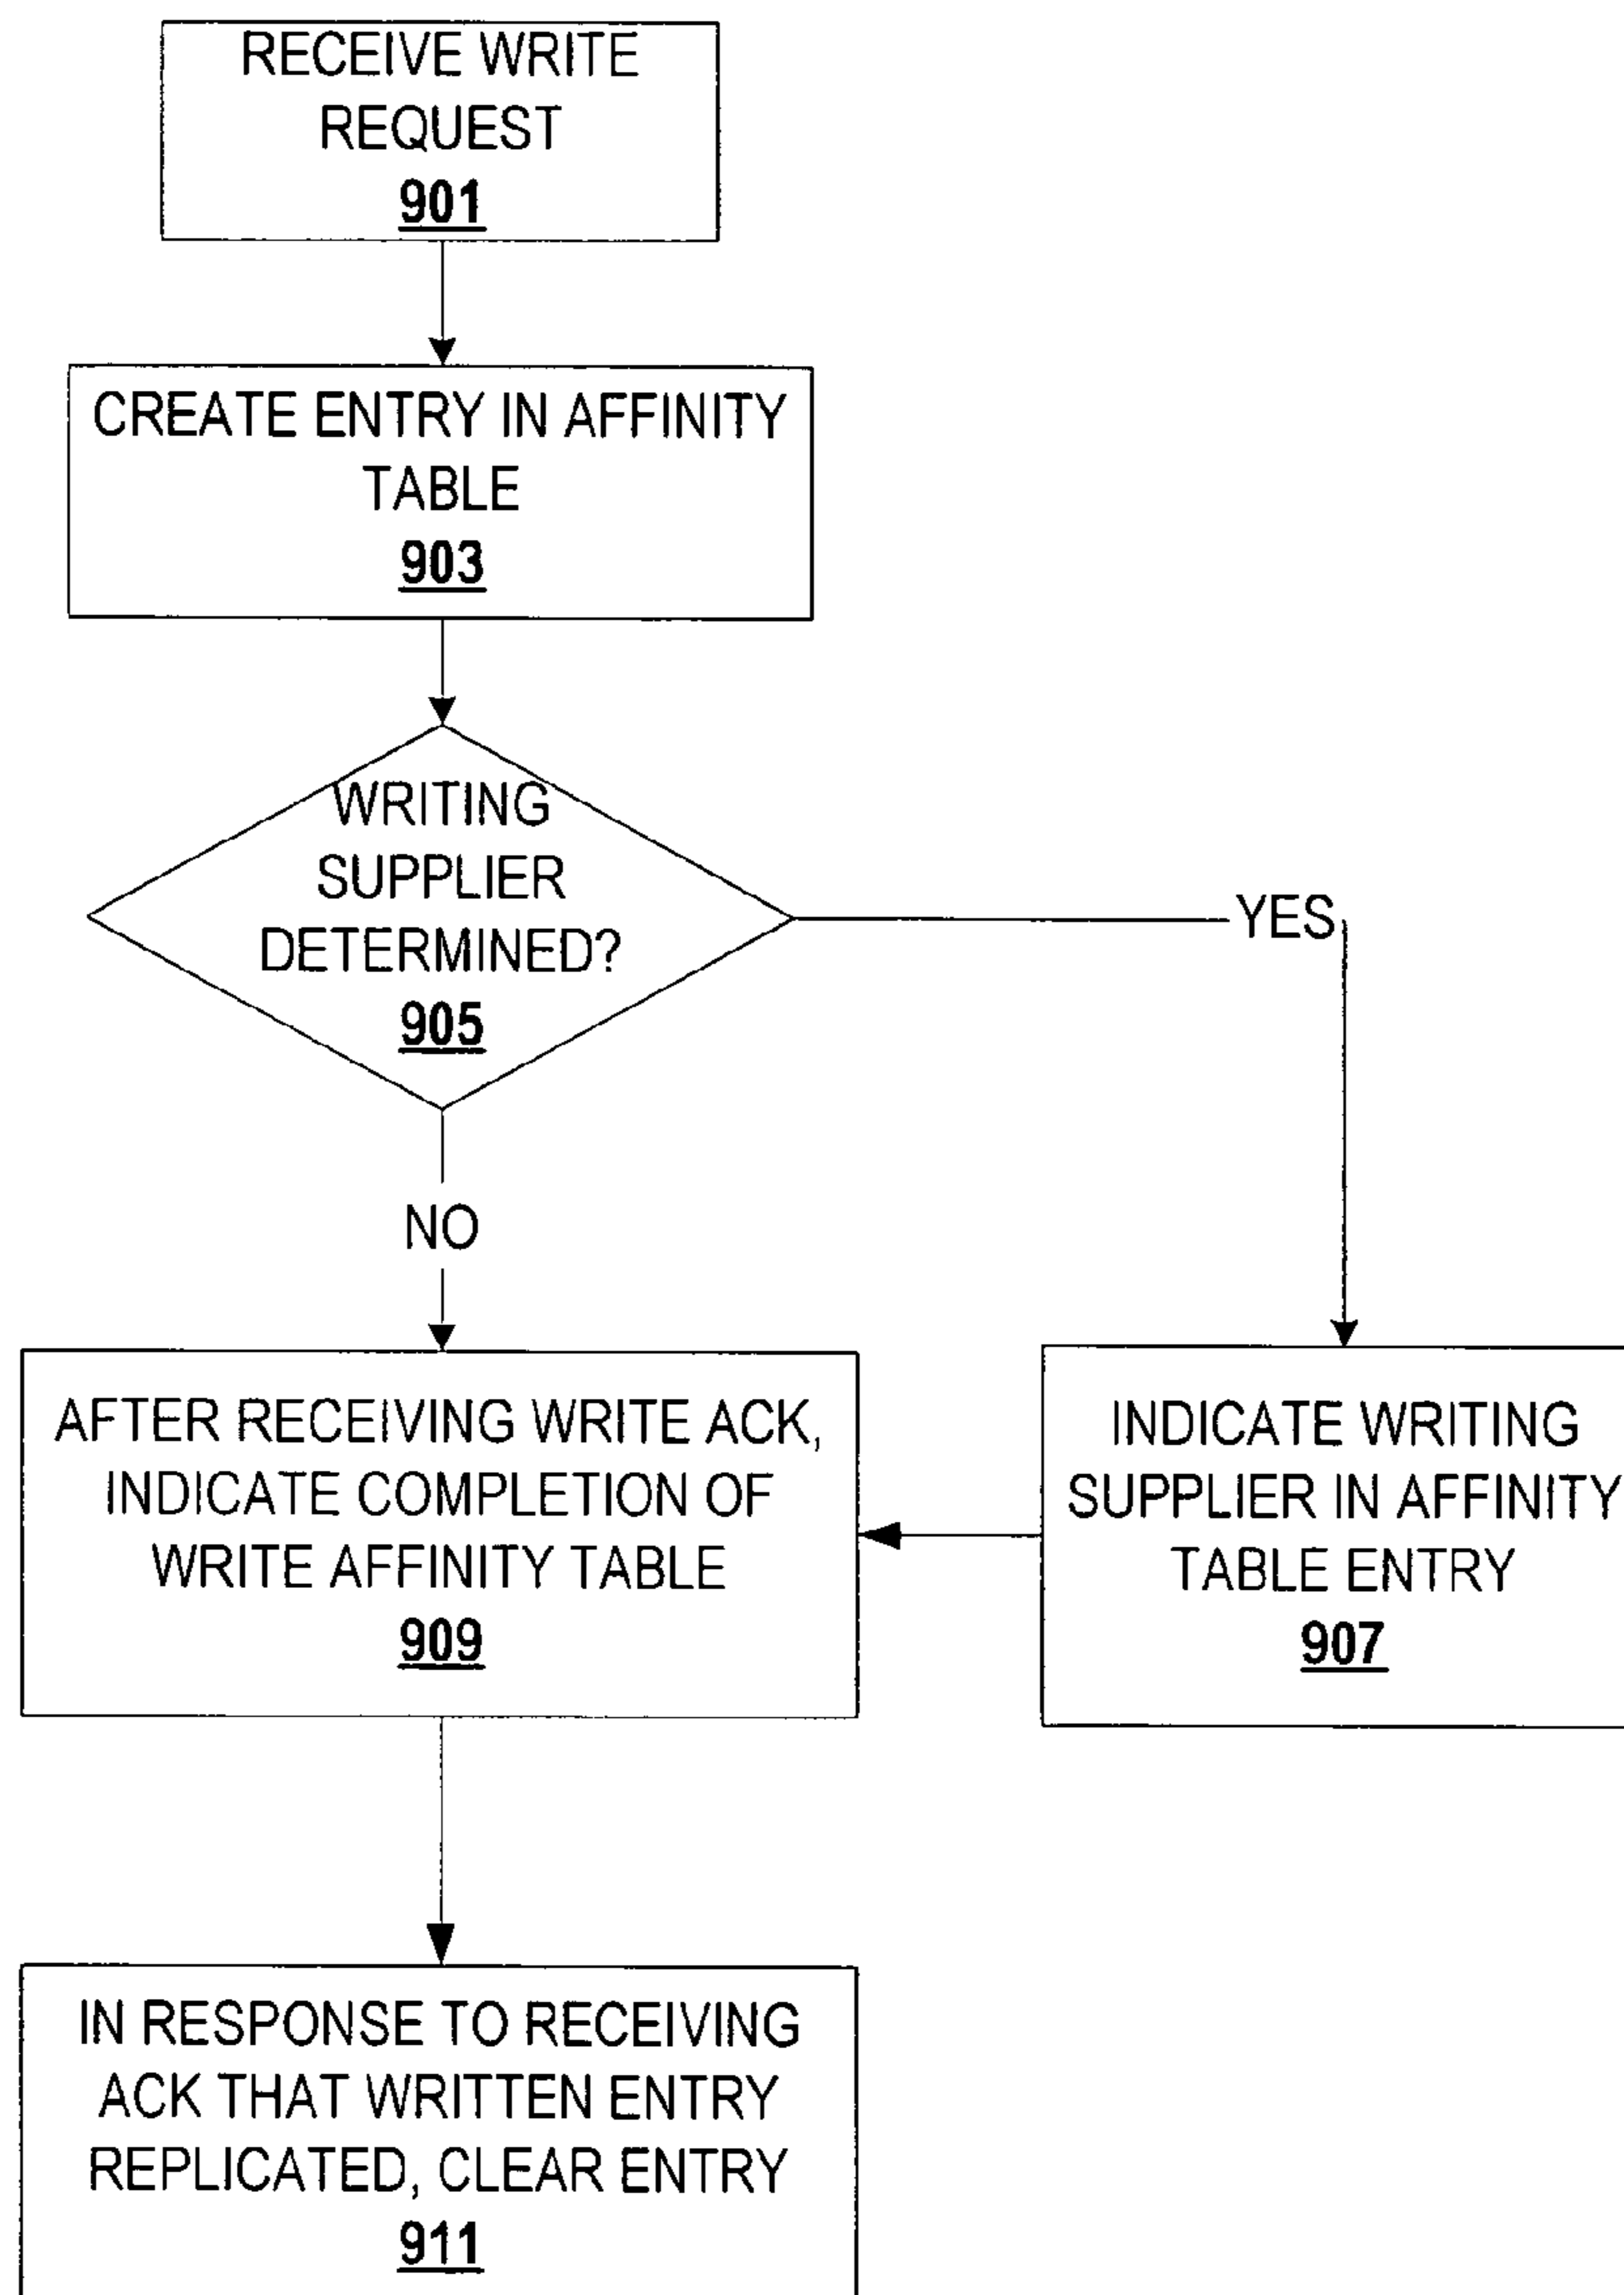 RECEIVE WRITE
REQUEST
901
CREATE ENTRY IN AFFINITY
TABLE
903
WRITING
SUPPLIER
DETERMINED?
905
YES
NO
AFTER RECEIVING WRITE ACK,
INDICATE COMPLETION OF
WRITE AFFINITY TABLE
909
INDICATE WRITING
SUPPLIER IN AFFINITY
TABLE ENTRY
907
IN RESPONSE TO RECEIVING
ACK THAT WRITTEN ENTRY
REPLICATED, CLEAR ENTRY
911